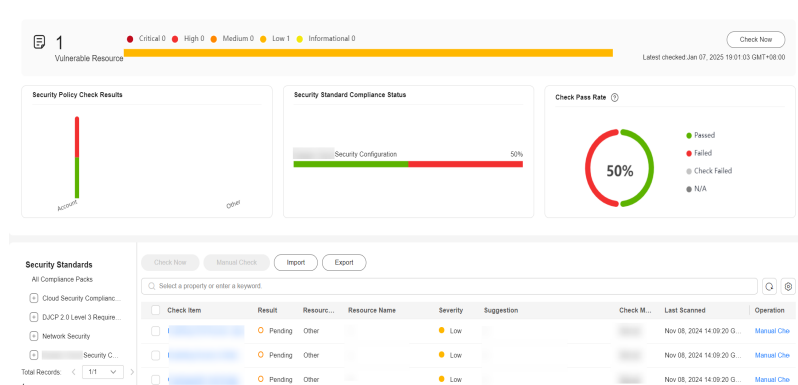 1
Vulnerable Resource
Critical 0 High 0 Medium 0 Low 1 Informational 0
Check Now
Latest checked:Jan 07, 2025 19:01:03 GMT+08:00
Security Policy Check Results
Account
Other
Security Standard Compliance Status
Security Configuration 50%
Check Pass Rate ?
50%
Passed
Failed
Check Failed
N/A
Security Standards
All Compliance Packs
Cloud Security Complianc...
DJCP 2.0 Level 3 Require...
Network Security
Security C...
Total Records: 1/1
Check Now Manual Check Import Export
Select a property or enter a keyword.
Check Item Result Resourc... Resource Name Severity Suggestion Check M... Last Scanned Operation
Pending Other Low Nov 08, 2024 14:09:20 G... Manual Che
Pending Other Low Nov 08, 2024 14:09:20 G... Manual Che
Pending Other Low Nov 08, 2024 14:09:20 G... Manual Che